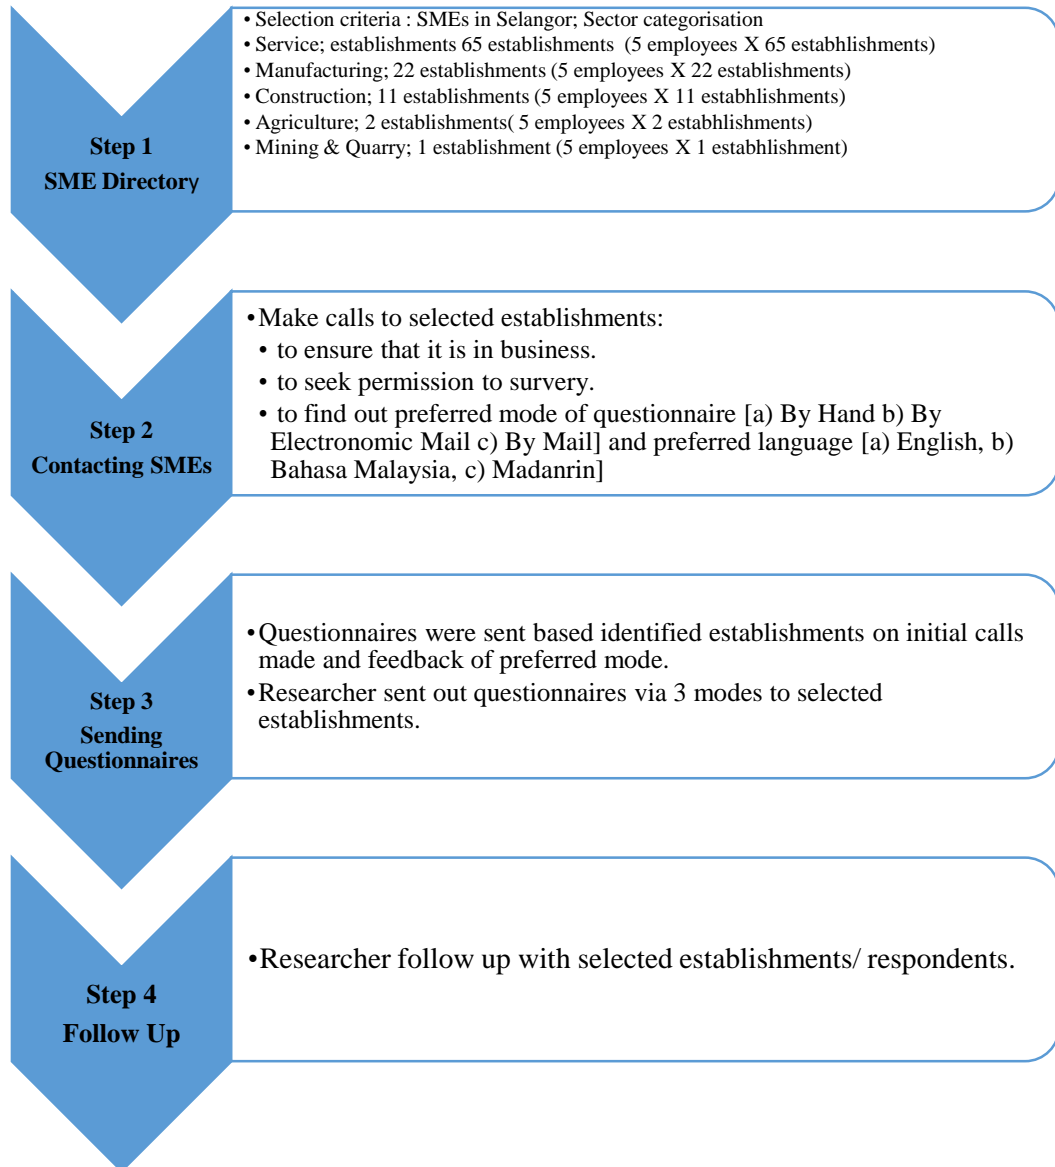 Step 1
SME Directory
• Selection criteria : SMEs in Selangor; Sector categorisation
• Service; establishments 65 establishments (5 employees X 65 estabhlishments)
• Manufacturing; 22 establishments (5 employees X 22 establishments)
• Construction; 11 establishments (5 employees X 11 estabhlishments)
• Agriculture; 2 establishments( 5 employees X 2 estabhlishments)
• Mining & Quarry; 1 establishment (5 employees X 1 estabhlishment)
Step 2
Contacting SMEs
•Make calls to selected establishments:
• to ensure that it is in business.
• to seek permission to survery.
• to find out preferred mode of questionnaire [a) By Hand b) By
Electronomic Mail c) By Mail] and preferred language [a) English, b)
Bahasa Malaysia, c) Madanrin]
Step 3
Sending
Questionnaires
•Questionnaires were sent based identified establishments on initial calls
made and feedback of preferred mode.
•Researcher sent out questionnaires via 3 modes to selected
establishments.
Step 4
Follow Up
•Researcher follow up with selected establishments/ respondents.